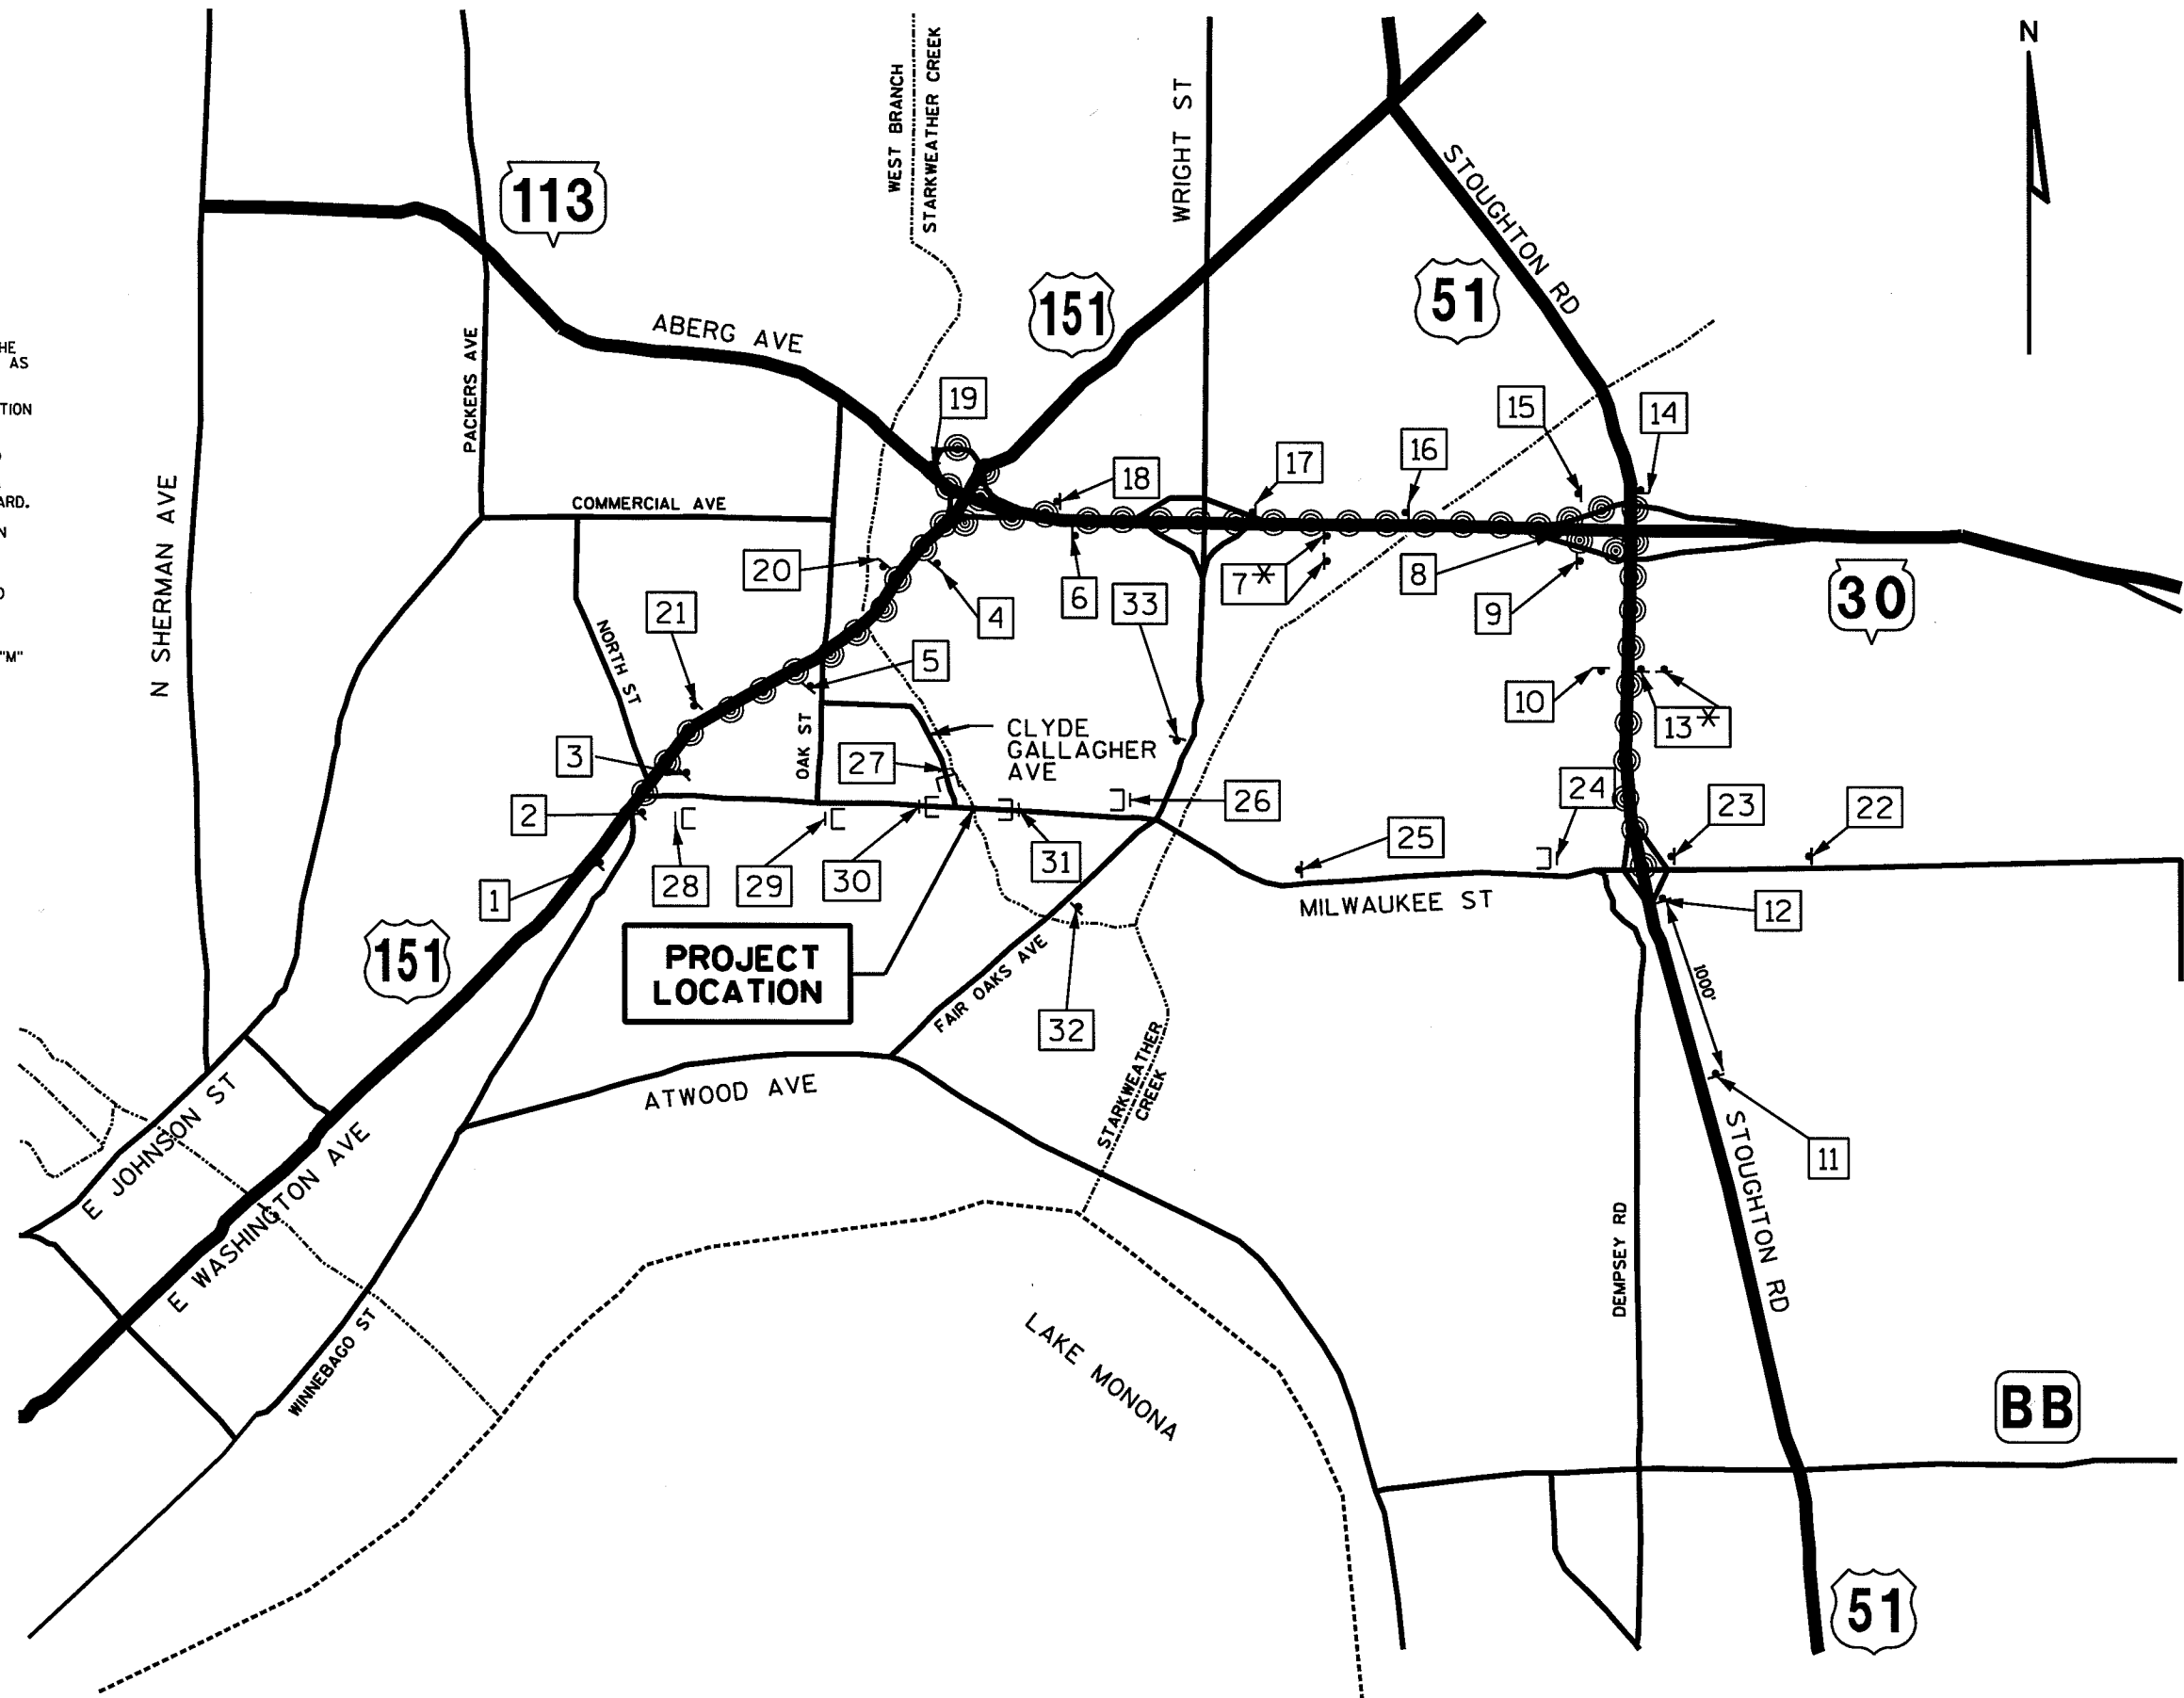 N
WEST BRANCH
STARKWEATHER CREEK
WRIGHT ST
113
STOUGHTON RD
151
51
ABERG AVE
PACKERS AVE
HE
AS
TION
ARD.
N
"M"
19
15
14
16
17
18
COMMERCIAL AVE
N SHERMAN AVE
20
6
7*
8
9
30
4
33
21
NORTH ST
5
10
13*
OAK ST
CLYDE
GALLAGHER
AVE
3
27
2
26
24
23
22
25
31
1
28
29
30
MILWAUKEE ST
12
151
PROJECT
LOCATION
FAIR OAKS AVE
32
1000'
STARKWEATHER
CREEK
ATWOOD AVE
E JOHNSON ST
E WASHINGTON AVE
11
STOUGHTON RD
DEMPSEY RD
WINNEBAGO ST
LAKE MONONA
BB
51